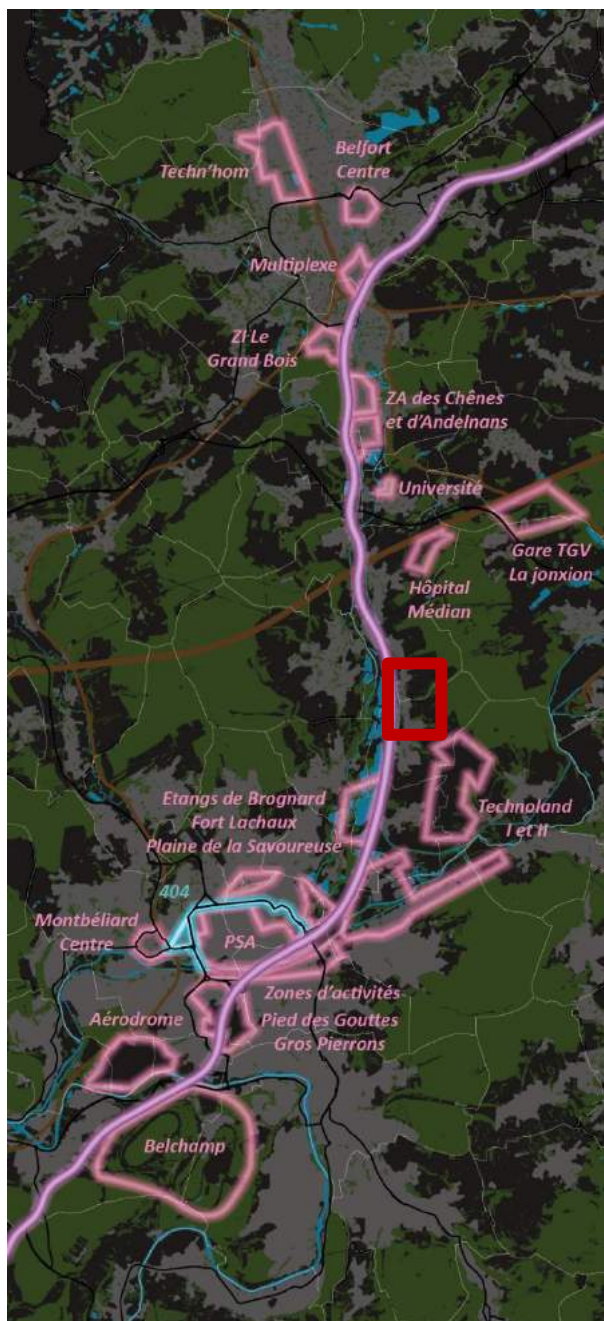 Techn'hom
Belfort
Centre
Multiplexe
ZI Le
Grand Bois
ZA des Chênes
et d'Andelnans
Université
Gare TGV
La jonxion
Hôpital
Médian
Etangs de Brognard
Fort Lachaux
Plaine de la Savoureuse
Technoland
I et II
404
Montbéliard
Centre
PSA
Zones d'activités
Pied des Gouttes
Gros Pierrons
Aérodrome
Belchamp